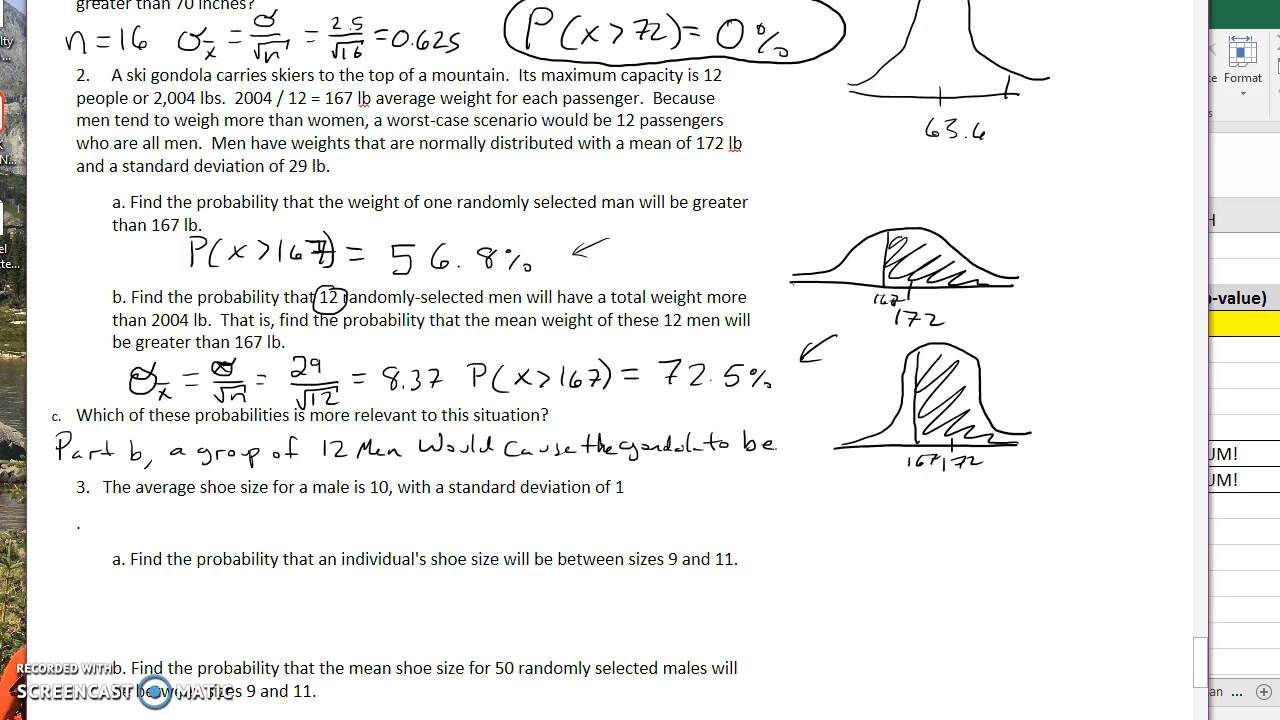 greater than 70 inches?
n = 16 σx̄ = σ/√n = 2.5/√16 = 0.625
P(x>72) = 0%
2. A ski gondola carries skiers to the top of a mountain. Its maximum capacity is 12
people or 2,004 lbs. 2004 / 12 = 167 lb average weight for each passenger. Because
men tend to weigh more than women, a worst-case scenario would be 12 passengers
who are all men. Men have weights that are normally distributed with a mean of 172 lb
and a standard deviation of 29 lb.
63.6
a. Find the probability that the weight of one randomly selected man will be greater
than 167 lb.
P(x>167) = 56.8%
167
172
b. Find the probability that 12 randomly-selected men will have a total weight more
than 2004 lb. That is, find the probability that the mean weight of these 12 men will
be greater than 167 lb.
σx̄ = σ/√n = 29/√12 = 8.37 P(x>167) = 72.5%
167 172
c. Which of these probabilities is more relevant to this situation?
Part b, a group of 12 Men Would Cause the gondola to be
3. The average shoe size for a male is 10, with a standard deviation of 1
.
a. Find the probability that an individual's shoe size will be between sizes 9 and 11.
b. Find the probability that the mean shoe size for 50 randomly selected males will
sizes 9 and 11.
RECORDED WITH
SCREENCAST MATIC
Format
H
-value)
UM!
UM!
an ...